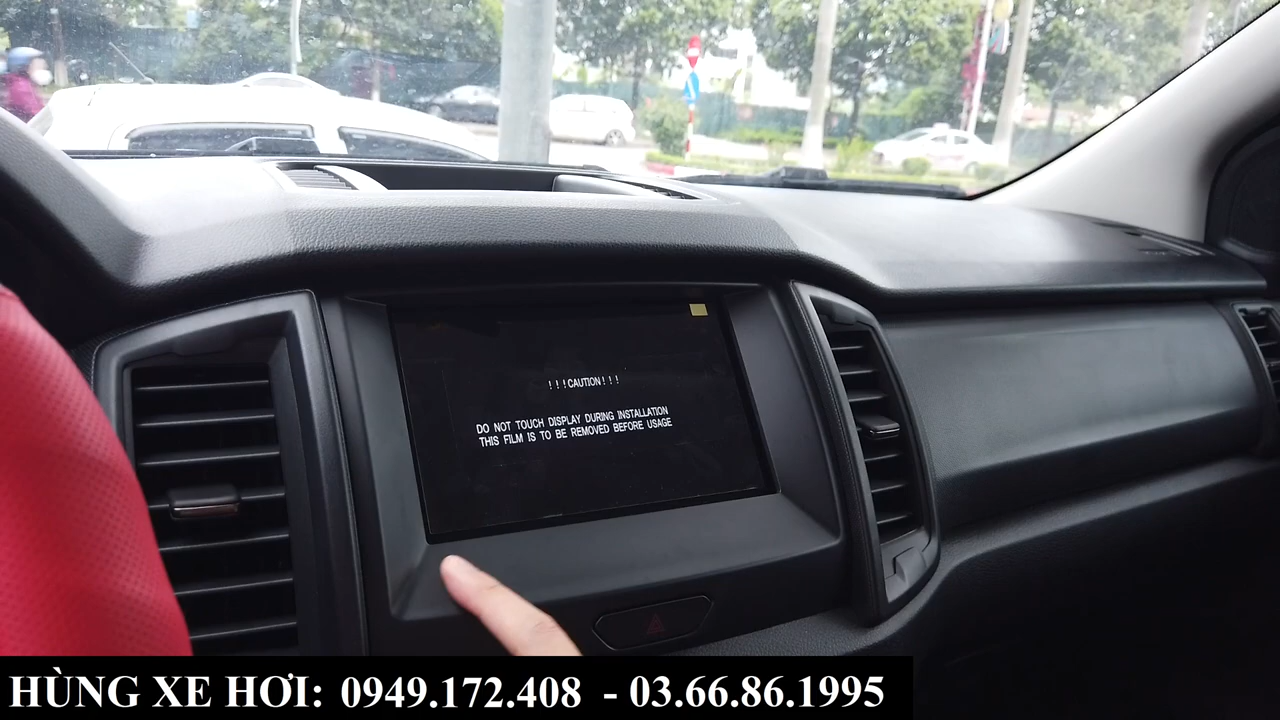 ! ! ! CAUTION ! ! !
DO NOT TOUCH DISPLAY DURING INSTALLATION
THIS FILM IS TO BE REMOVED BEFORE USAGE
HÙNG XE HƠI: 0949.172.408 - 03.66.86.1995